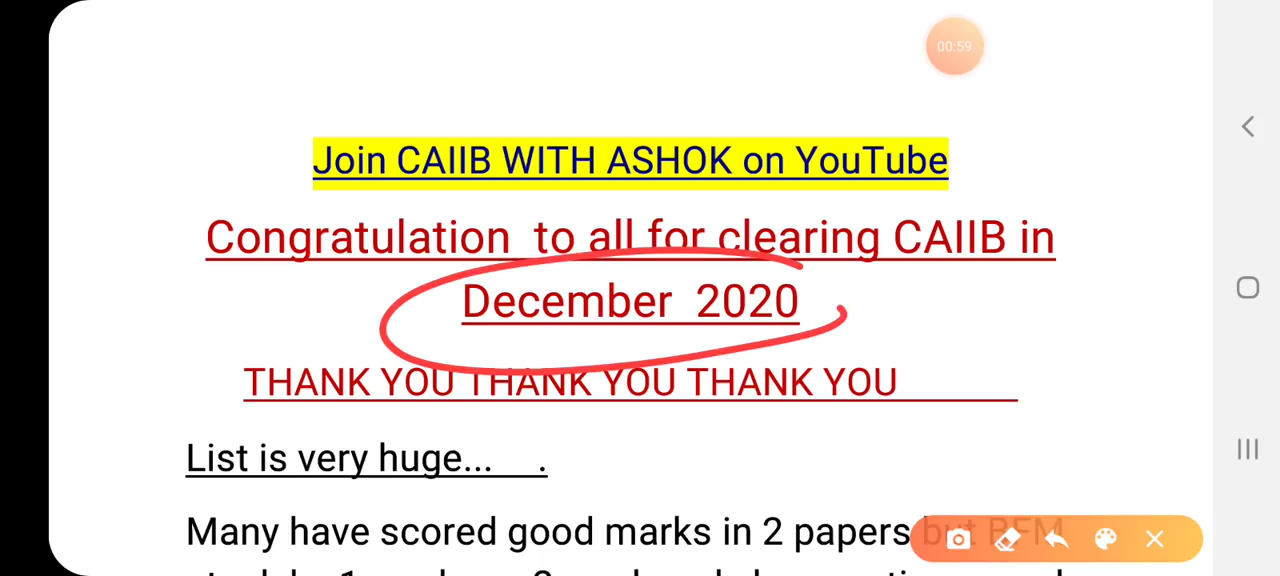 00:59
Join CAIIB WITH ASHOK on YouTube
Congratulation to all for clearing CAIIB in
December 2020
THANK YOU THANK YOU THANK YOU
List is very huge... .
Many have scored good marks in 2 papers but BFM